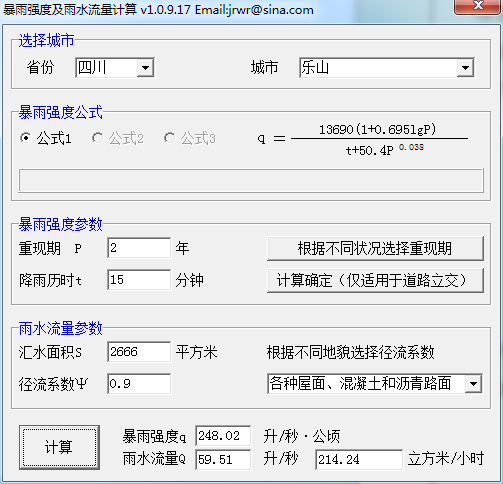 暴雨强度及雨水流量计算 v1.0.9.17 Email:jrwr@sina.com
选择城市
省份 四川 城市 乐山
暴雨强度公式
公式1 公式2 公式3 q = 13690(1+0.695lgP)
t+50.4P 0.038
暴雨强度参数
重现期 P 2 年 根据不同状况选择重现期
降雨历时t 15 分钟 计算确定（仅适用于道路立交）
雨水流量参数
汇水面积S 2666 平方米 根据不同地貌选择径流系数
径流系数Ψ 0.9 各种屋面、混凝土和沥青路面
计算
暴雨强度q 248.02 升/秒·公顷
雨水流量Q 59.51 升/秒 214.24 立方米/小时